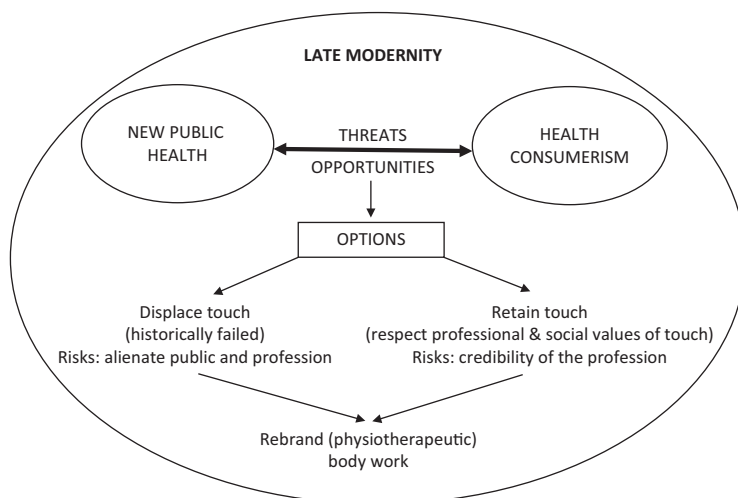 LATE MODERNITY
NEW PUBLIC
HEALTH
THREATS
OPPORTUNITIES
HEALTH
CONSUMERISM
OPTIONS
Displace touch
(historically failed)
Risks: alienate public and profession
Retain touch
(respect professional & social values of touch)
Risks: credibility of the profession
Rebrand (physiotherapeutic)
body work